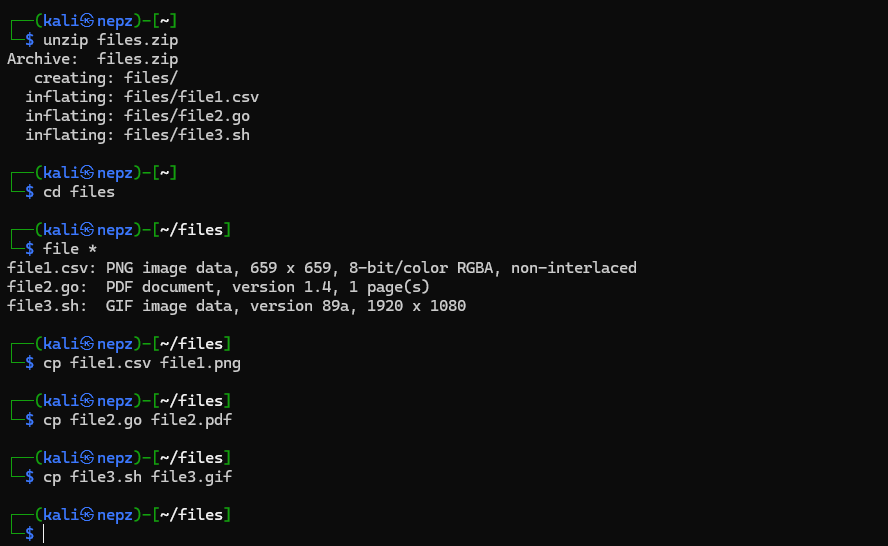 ┌──(kali㉿nepz)-[~]
└─$ unzip files.zip
Archive:  files.zip
   creating: files/
  inflating: files/file1.csv
  inflating: files/file2.go
  inflating: files/file3.sh
┌──(kali㉿nepz)-[~]
└─$ cd files
┌──(kali㉿nepz)-[~/files]
└─$ file *
file1.csv: PNG image data, 659 x 659, 8-bit/color RGBA, non-interlaced
file2.go:  PDF document, version 1.4, 1 page(s)
file3.sh:  GIF image data, version 89a, 1920 x 1080
┌──(kali㉿nepz)-[~/files]
└─$ cp file1.csv file1.png
┌──(kali㉿nepz)-[~/files]
└─$ cp file2.go file2.pdf
┌──(kali㉿nepz)-[~/files]
└─$ cp file3.sh file3.gif
┌──(kali㉿nepz)-[~/files]
└─$